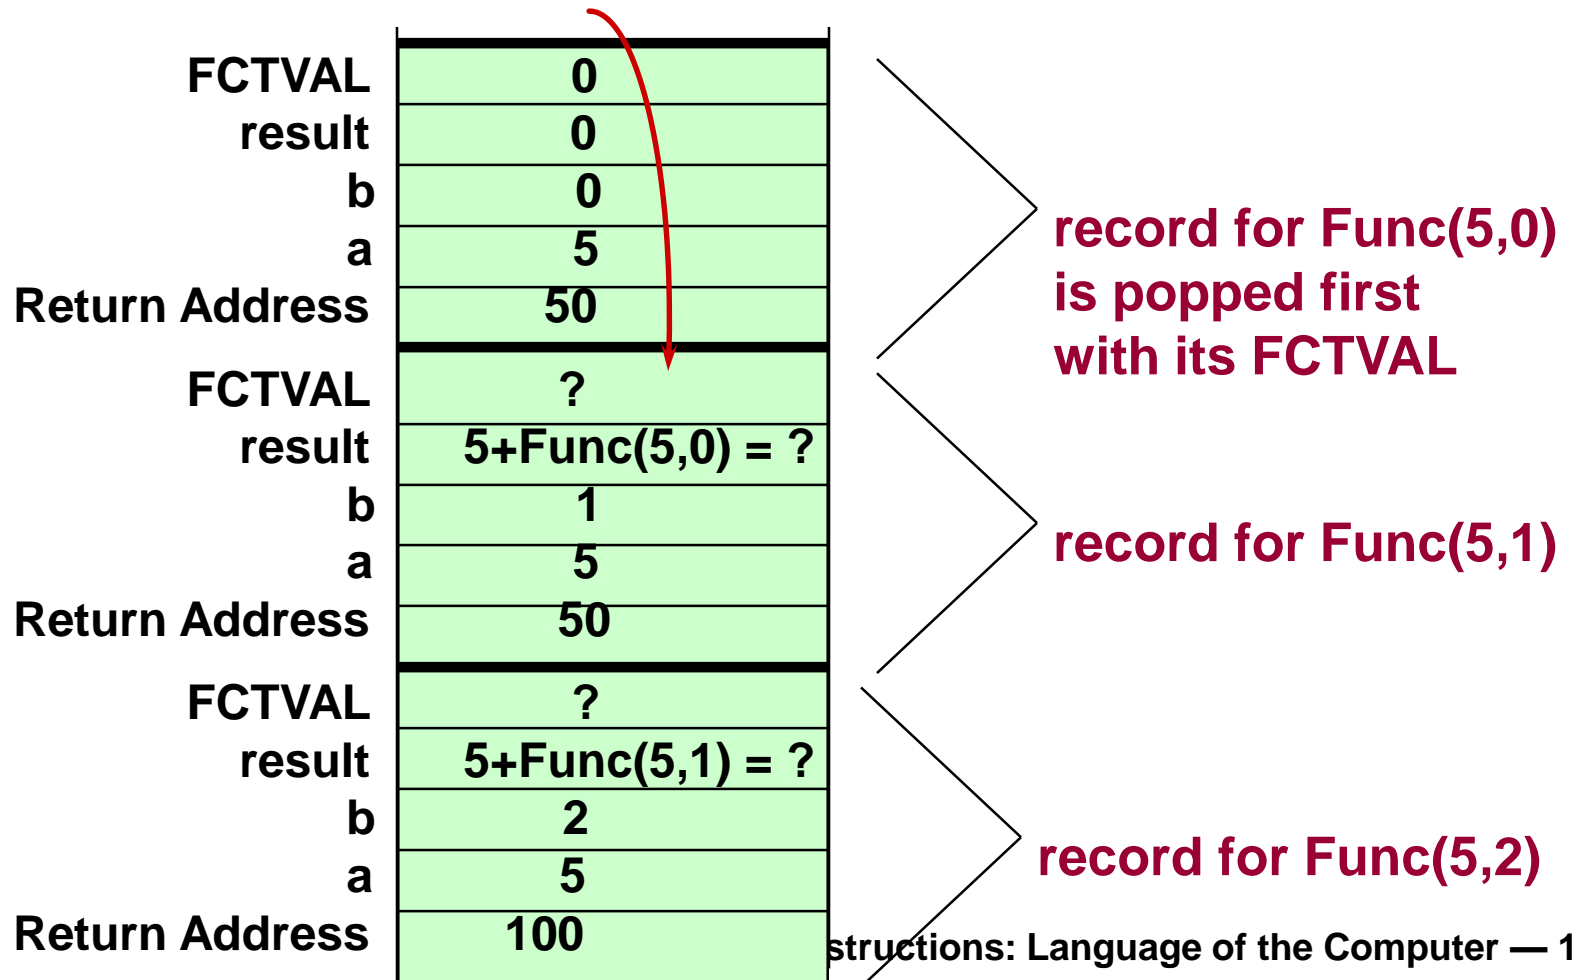 FCTVAL 0
result 0
b 0
a 5
Return Address 50
record for Func(5,0)
is popped first
with its FCTVAL
FCTVAL ?
result 5+Func(5,0) = ?
b 1
a 5
Return Address 50
record for Func(5,1)
FCTVAL ?
result 5+Func(5,1) = ?
b 2
a 5
Return Address 100
record for Func(5,2)
structions: Language of the Computer — 1